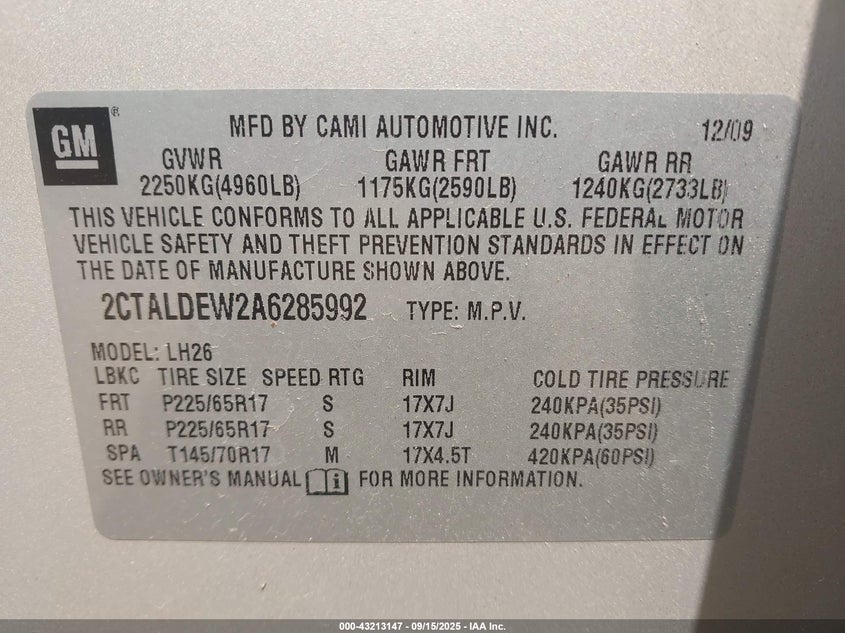 GM ®
MFD BY CAMI AUTOMOTIVE INC. 12/09
GVWR GAWR FRT GAWR RR
2250KG(4960LB) 1175KG(2590LB) 1240KG(2733LB)
THIS VEHICLE CONFORMS TO ALL APPLICABLE U.S. FEDERAL MOTOR
VEHICLE SAFETY AND THEFT PREVENTION STANDARDS IN EFFECT ON
THE DATE OF MANUFACTURE SHOWN ABOVE.
2CTALDEW2A6285992 TYPE: M.P.V.
MODEL: LH26
LBKC TIRE SIZE SPEED RTG RIM COLD TIRE PRESSURE
FRT P225/65R17 S 17X7J 240KPA(35PSI)
RR P225/65R17 S 17X7J 240KPA(35PSI)
SPA T145/70R17 M 17X4.5T 420KPA(60PSI)
SEE OWNER'S MANUAL i FOR MORE INFORMATION.
000-43213147 - 09/15/2025 - IAA Inc.